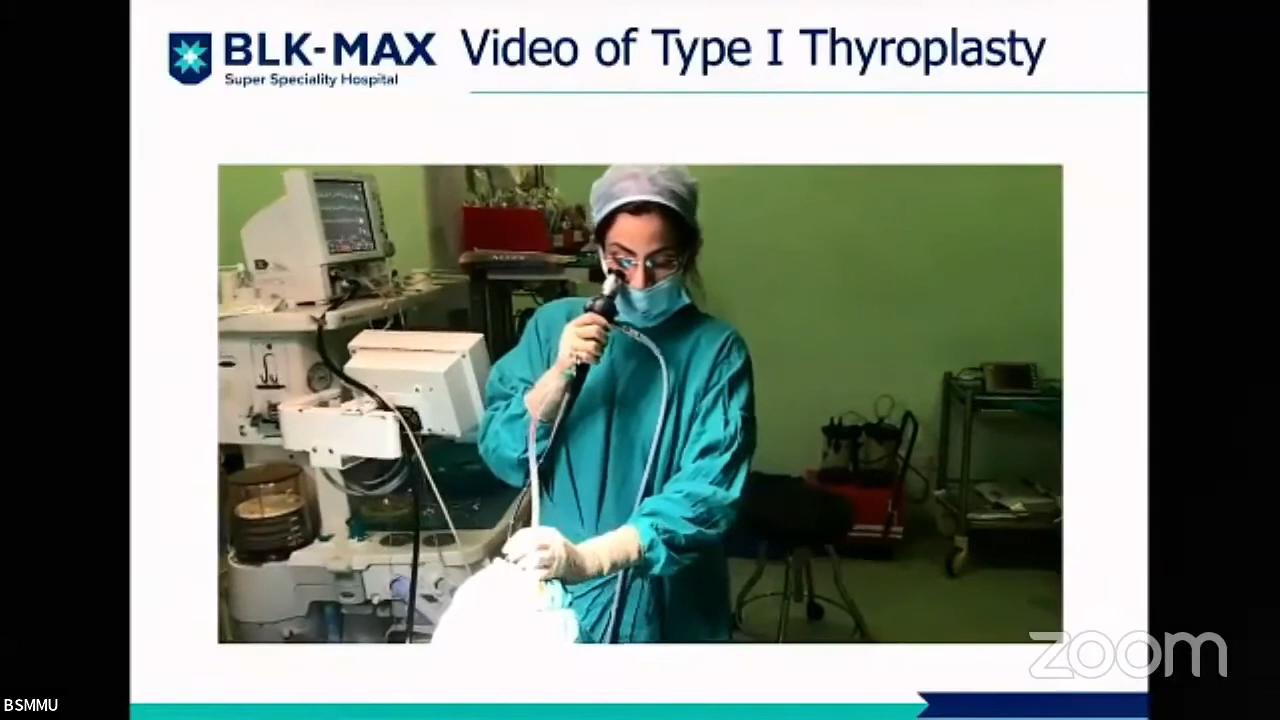 BLK-MAX
Super Speciality Hospital
Video of Type I Thyroplasty
zoom
BSMMU